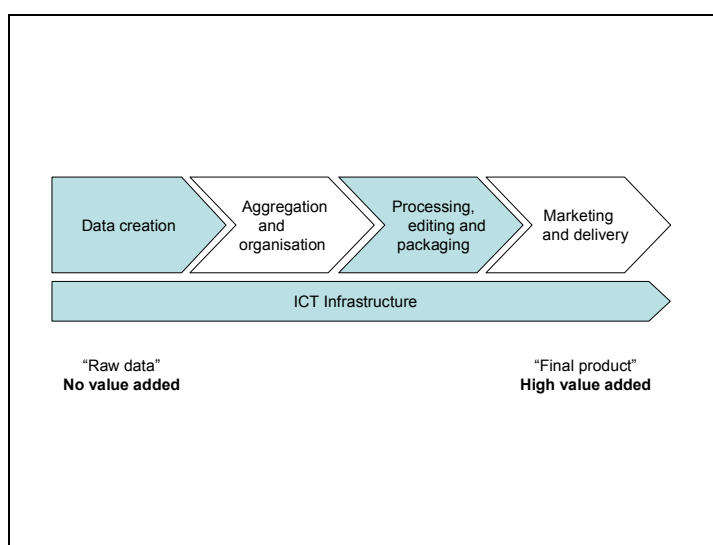 Data creation
Aggregation
and
organisation
Processing,
editing and
packaging
Marketing
and delivery
ICT Infrastructure
“Raw data”
No value added
“Final product”
High value added